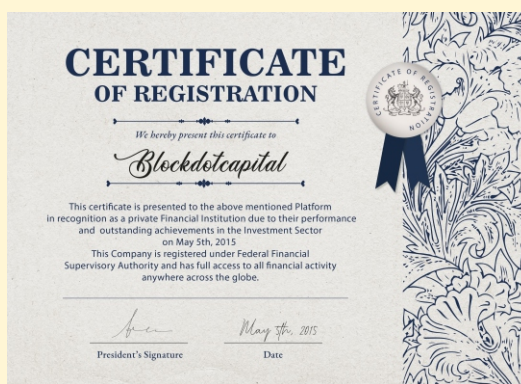 CERTIFICATE
OF REGISTRATION
We hereby present this certificate to
Blockdotcapital
This certificate is presented to the above mentioned Platform
in recognition as a private Financial Institution due to their performance
and outstanding achievements in the Investment Sector
on May 5th, 2015
This Company is registered under Federal Financial
Supervisory Authority and has full access to all financial activity
anywhere across the globe.
May 5th, 2015
President's Signature
Date
CERTIFICATE OF REGISTRATION